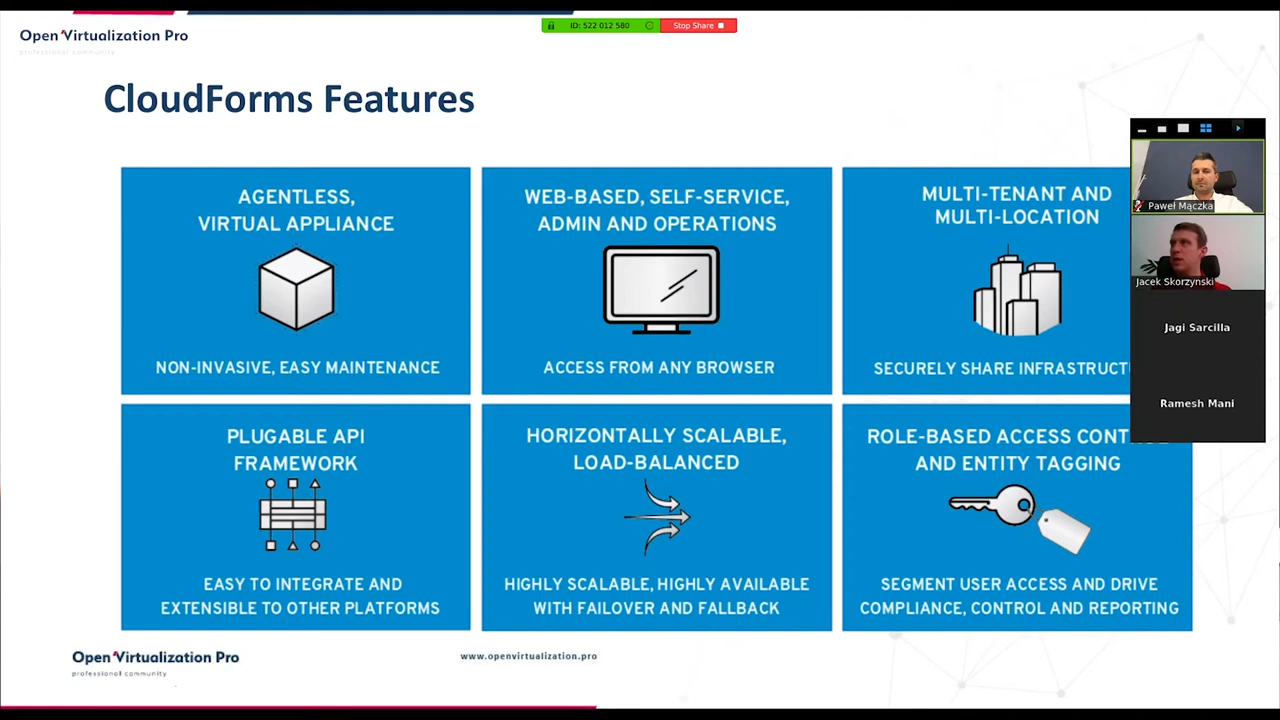 Open Virtualization Pro
professional community
ID: 522 012 580
Stop Share
CloudForms Features
AGENTLESS,
VIRTUAL APPLIANCE
NON-INVASIVE, EASY MAINTENANCE
WEB-BASED, SELF-SERVICE,
ADMIN AND OPERATIONS
ACCESS FROM ANY BROWSER
MULTI-TENANT AND
MULTI-LOCATION
SECURELY SHARE
PLUGABLE API
FRAMEWORK
EASY TO INTEGRATE AND
EXTENSIBLE TO OTHER PLATFORMS
HORIZONTALLY SCALABLE,
LOAD-BALANCED
HIGHLY SCALABLE, HIGHLY AVAILABLE
WITH FAILOVER AND FALLBACK
ROLE-BASED ACCESS
AND ENTITY TAGGING
SEGMENT USER ACCESS AND DRIVE
COMPLIANCE, CONTROL AND REPORTING
Paweł Mączka
Jacek Skorzynski
Jagi Sarcilla
Ramesh Mani
Open Virtualization Pro
professional community
www.openvirtualization.pro